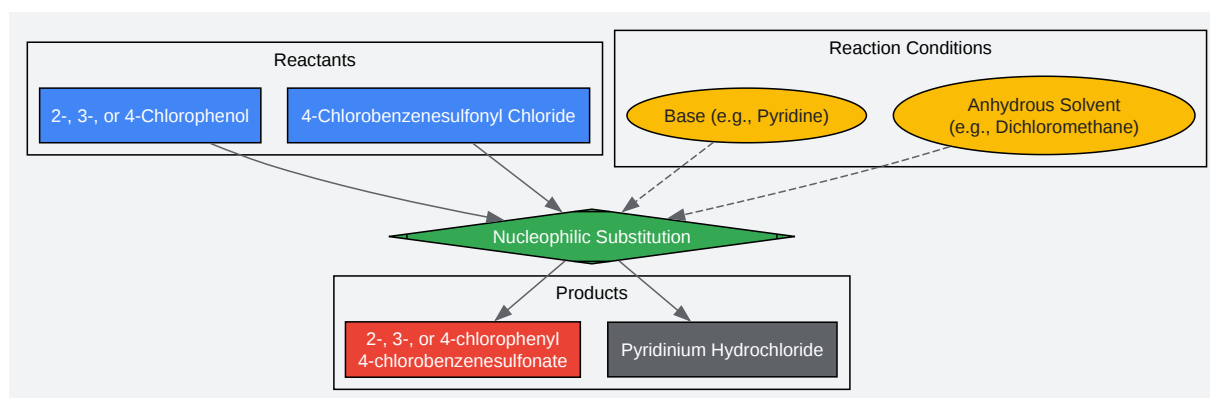 Reactants
Reaction Conditions
2-, 3-, or 4-Chlorophenol
4-Chlorobenzenesulfonyl Chloride
Base (e.g., Pyridine)
Anhydrous Solvent
(e.g., Dichloromethane)
Nucleophilic Substitution
Products
2-, 3-, or 4-chlorophenyl
4-chlorobenzenesulfonate
Pyridinium Hydrochloride